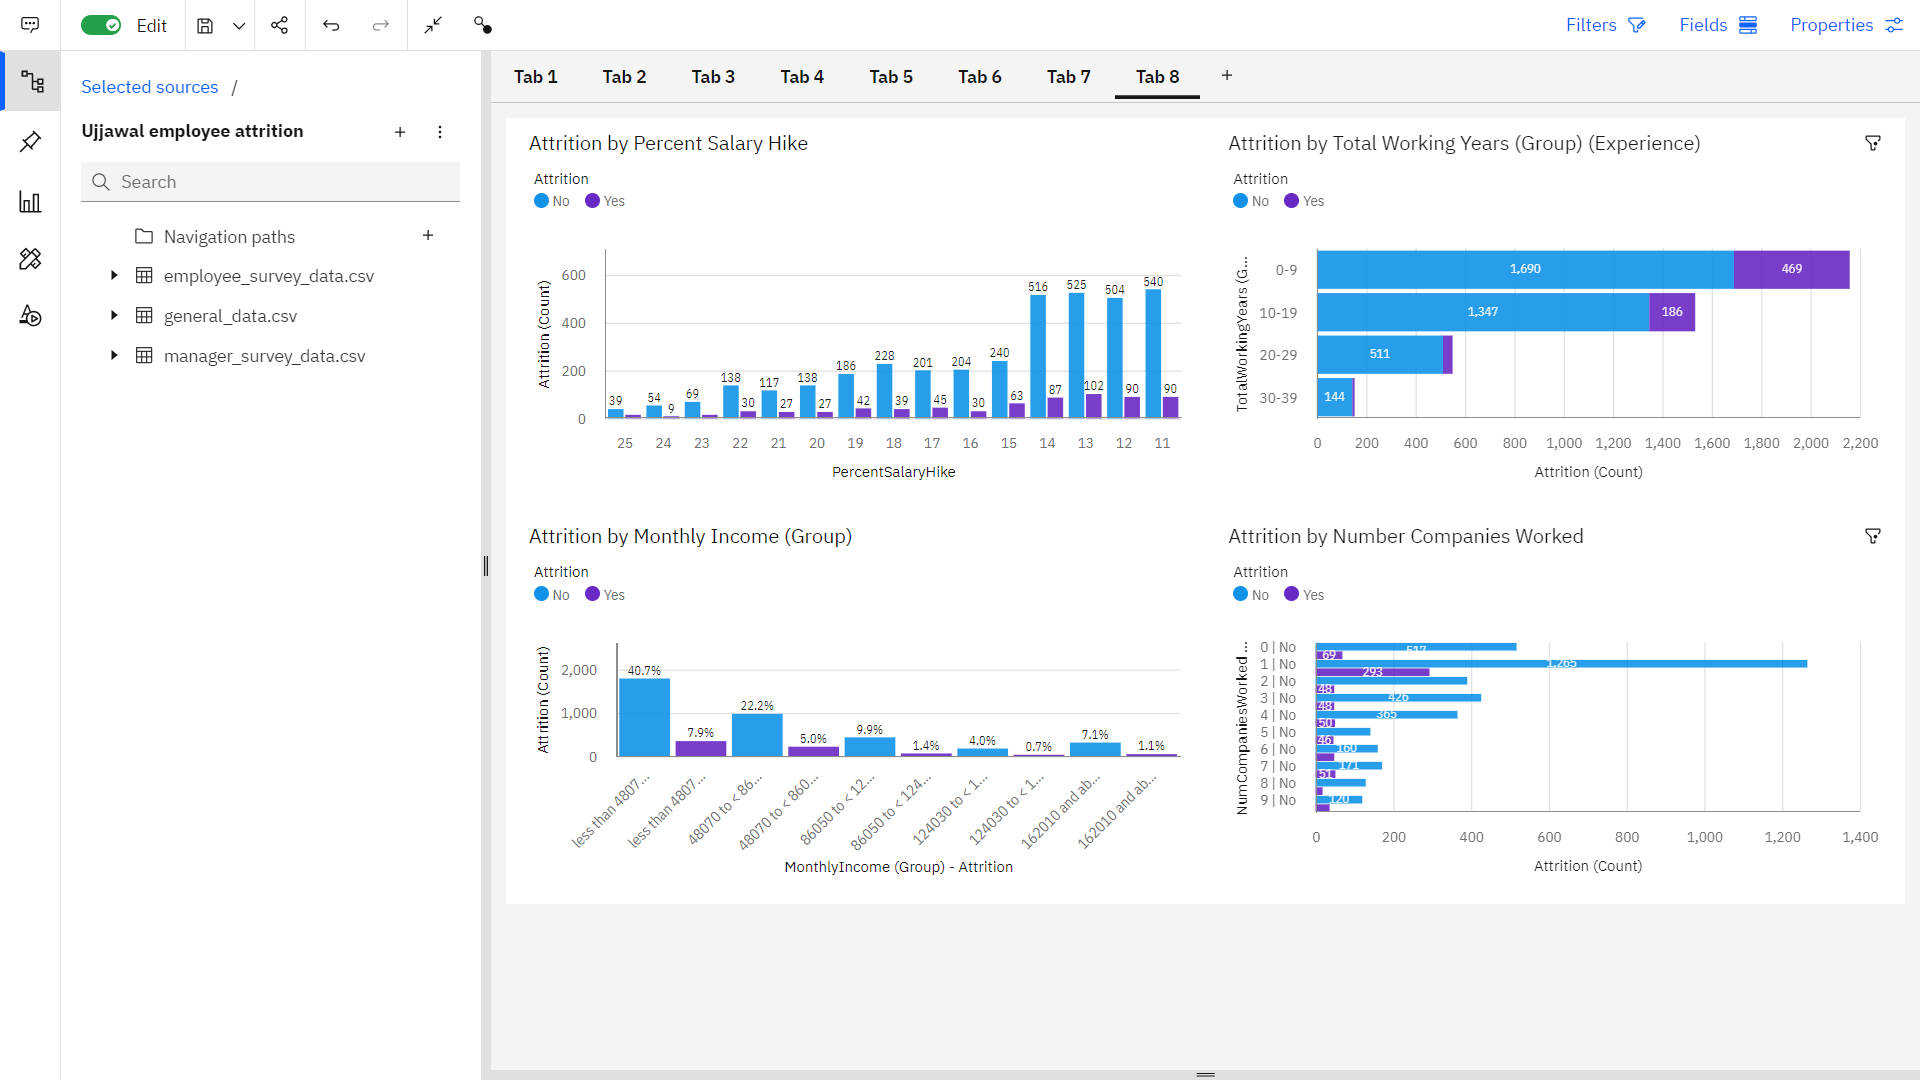 Edit
Filters
Fields
Properties
Selected sources /
Ujjawal employee attrition
Search
Navigation paths
employee_survey_data.csv
general_data.csv
manager_survey_data.csv
Tab 1 Tab 2 Tab 3 Tab 4 Tab 5 Tab 6 Tab 7 Tab 8 +
Attrition by Percent Salary Hike
Attrition
No Yes
Attrition (Count)
600
400
200
0
39 54 9 69 138 30 117 27 138 27 186 42 228 39 201 45 204 30 240 63 516 87 525 102 504 90 540 90
25 24 23 22 21 20 19 18 17 16 15 14 13 12 11
PercentSalaryHike
Attrition by Total Working Years (Group) (Experience)
Attrition
No Yes
TotalWorkingYears (G...
0-9 1,690 469
10-19 1,347 186
20-29 511
30-39 144
0 200 400 600 800 1,000 1,200 1,400 1,600 1,800 2,000 2,200
Attrition (Count)
Attrition by Monthly Income (Group)
Attrition
No Yes
Attrition (Count)
2,000
1,000
0
40.7% 7.9% 22.2% 5.0% 9.9% 1.4% 4.0% 0.7% 7.1% 1.1%
less than 4807... less than 4807... 48070 to < 86... 48070 to < 860... 86050 to < 12... 86050 to < 124... 124030 to < 1... 124030 to < 1... 162010 and ab... 162010 and ab...
MonthlyIncome (Group) - Attrition
Attrition by Number Companies Worked
Attrition
No Yes
NumCompaniesWorked ...
0 | No 517
69
1 | No 1,265
293
2 | No
48
3 | No 426
48
4 | No 365
50
5 | No
46
6 | No 160
7 | No 171
51
8 | No
9 | No 120
0 200 400 600 800 1,000 1,200 1,400
Attrition (Count)